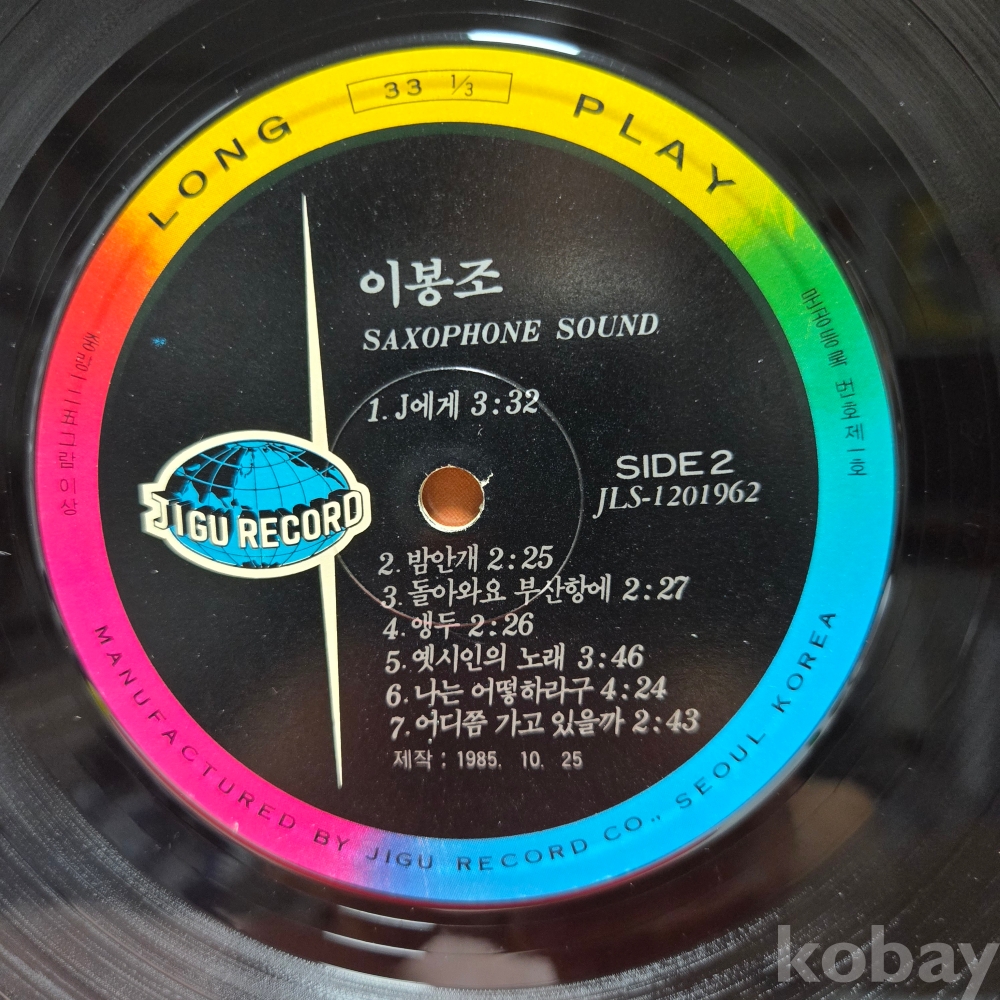 LONG 33 1/3 PLAY
이봉조
SAXOPHONE SOUND
1. J에게 3:32
SIDE 2
JLS-1201962
JIGU RECORD
2. 밤안개 2:25
3. 돌아와요 부산항에 2:27
4. 앵두 2:26
5. 옛시인의 노래 3:46
6. 나는 어떻하라구 4:24
7. 어디쯤 가고 있을까 2:43
제작 : 1985. 10. 25
MANUFACTURED BY JIGU RECORD CO., SEOUL KOREA
kobay